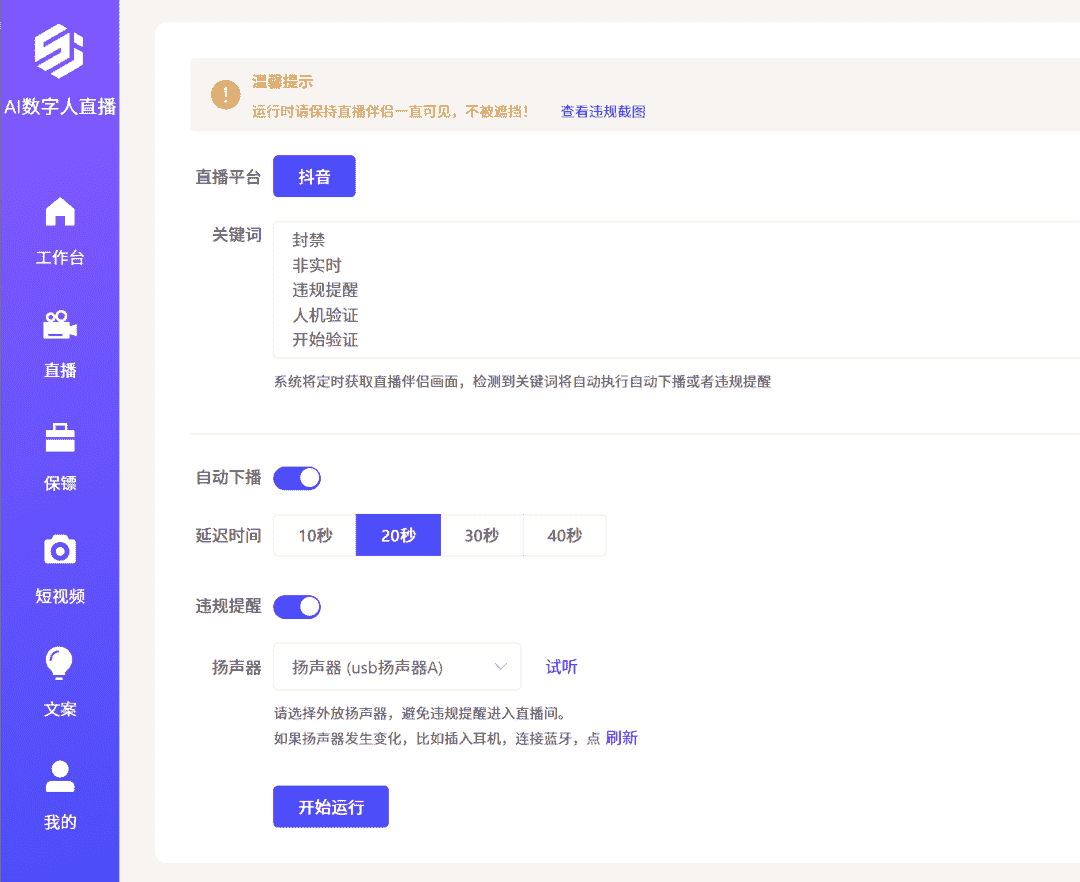 AI数字人直播
工作台
直播
保镖
短视频
文案
我的
温馨提示
运行时请保持直播伴侣一直可见，不被遮挡！ 查看违规截图
直播平台 抖音
关键词
封禁
非实时
违规提醒
人机验证
开始验证
系统将定时获取直播伴侣画面，检测到关键词将自动执行自动下播或者违规提醒
自动下播
延迟时间 10秒 20秒 30秒 40秒
违规提醒
扬声器 扬声器 (usb扬声器A) 试听
请选择外放扬声器，避免违规提醒进入直播间。
如果扬声器发生变化，比如插入耳机，连接蓝牙，点 刷新
开始运行